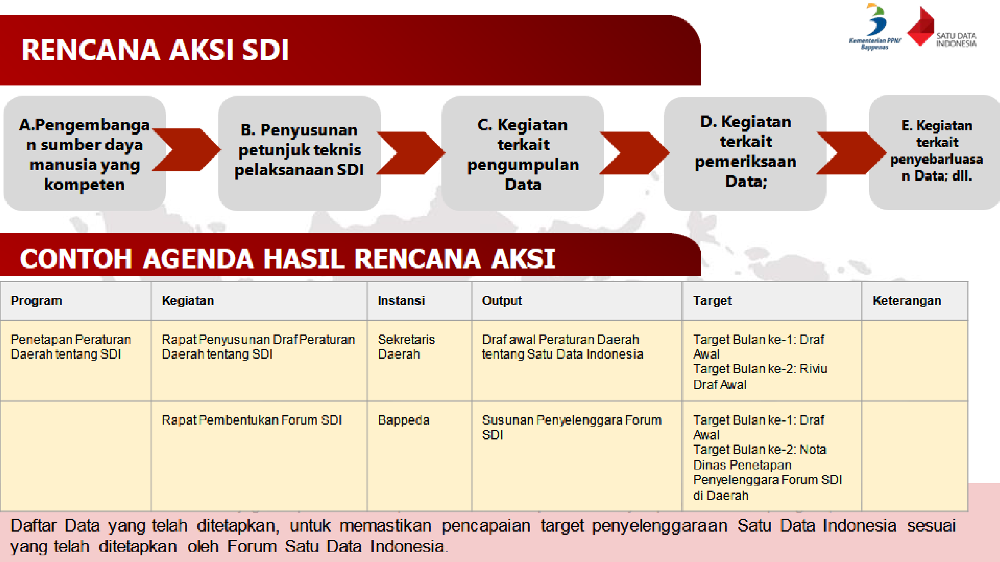 RENCANA AKSI SDI
Kementerian PPN/
Bappenas
SATU DATA
INDONESIA
A.Pengembanga
n sumber daya
manusia yang
kompeten
B. Penyusunan
petunjuk teknis
pelaksanaan SDI
C. Kegiatan
terkait
pengumpulan
Data
D. Kegiatan
terkait
pemeriksaan
Data;
E. Kegiatan
terkait
penyebarluasa
n Data; dll.
CONTOH AGENDA HASIL RENCANA AKSI
Program
Kegiatan
Instansi
Output
Target
Keterangan
Penetapan Peraturan
Daerah tentang SDI
Rapat Penyusunan Draf Peraturan
Daerah tentang SDI
Sekretaris
Daerah
Draf awal Peraturan Daerah
tentang Satu Data Indonesia
Target Bulan ke-1: Draf
Awal
Target Bulan ke-2: Riviu
Draf Awal
Rapat Pembentukan Forum SDI
Bappeda
Susunan Penyelenggara Forum
SDI
Target Bulan ke-1: Draf
Awal
Target Bulan ke-2: Nota
Dinas Penetapan
Penyelenggara Forum SDI
di Daerah
Daftar Data yang telah ditetapkan, untuk memastikan pencapaian target penyelenggaraan Satu Data Indonesia sesuai
yang telah ditetapkan oleh Forum Satu Data Indonesia.